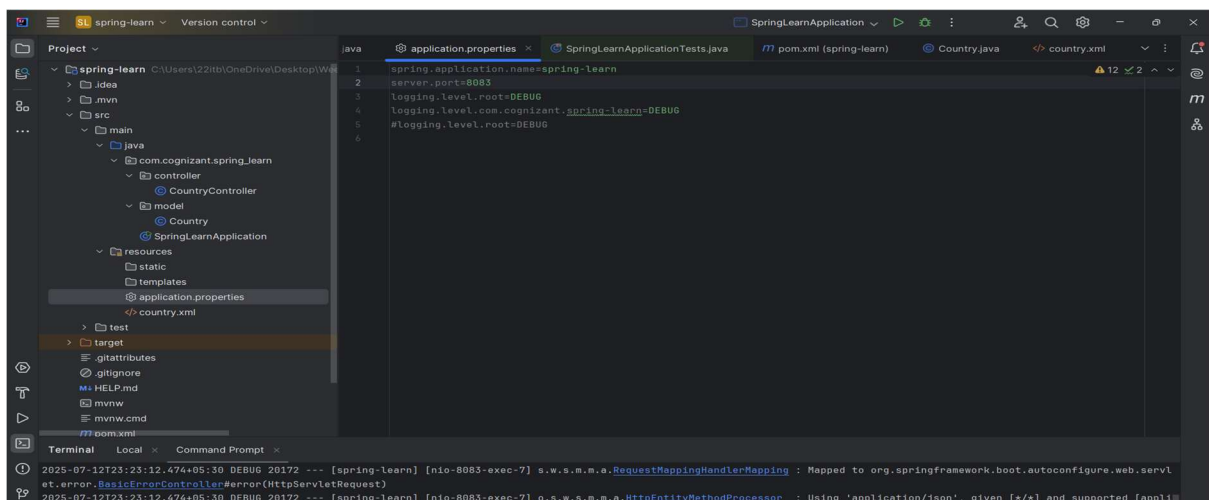 SL spring-learn Version control SpringLearnApplication
Project
java application.properties SpringLearnApplicationTests.java pom.xml (spring-learn) Country.java country.xml
spring-learn C:\Users\22itb\OneDrive\Desktop\We
.idea
.mvn
src
main
java
com.cognizant.spring_learn
controller
CountryController
model
Country
SpringLearnApplication
resources
static
templates
application.properties
country.xml
test
target
.gitattributes
.gitignore
M↓ HELP.md
mvnw
mvnw.cmd
pom.xml
1 spring.application.name=spring-learn
2 server.port=8083
3 logging.level.root=DEBUG
4 logging.level.com.cognizant.spring-learn=DEBUG
5 #logging.level.root=DEBUG
6
12 2
Terminal Local Command Prompt
2025-07-12T23:23:12.474+05:30 DEBUG 20172 --- [spring-learn] [nio-8083-exec-7] s.w.s.m.m.a.RequestMappingHandlerMapping : Mapped to org.springframework.boot.autoconfigure.web.servl
et.error.BasicErrorController#error(HttpServletRequest)
2025-07-12T23:23:12.474+05:30 DEBUG 20172 --- [spring-learn] [nio-8083-exec-7] o.s.w.s.m.m.a.HttpEntityMethodProcessor : Using 'application/json', given [*/*] and supported [appli